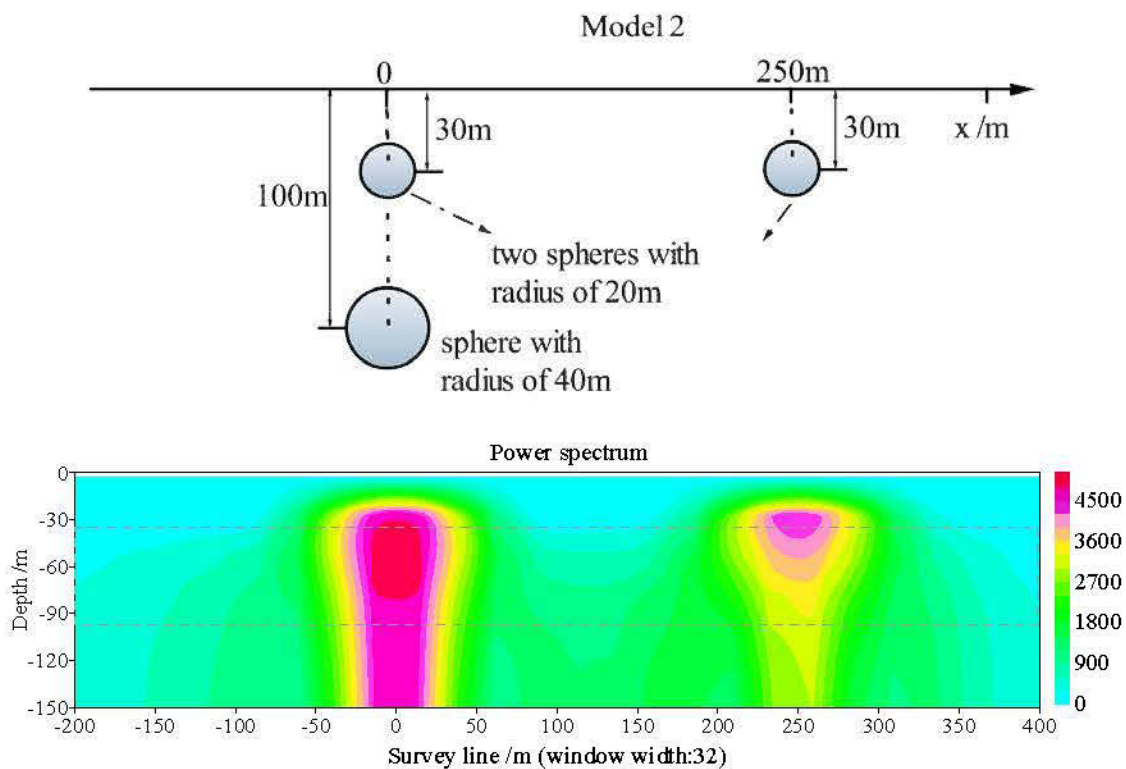 Model 2
0
250m
30m
30m
x /m
100m
two spheres with
radius of 20m
sphere with
radius of 40m
Power spectrum
0
-30
-60
-90
-120
-150
Depth /m
-200
-150
-100
-50
0
50
100
150
200
250
300
350
400
Survey line /m (window width:32)
4500
3600
2700
1800
900
0